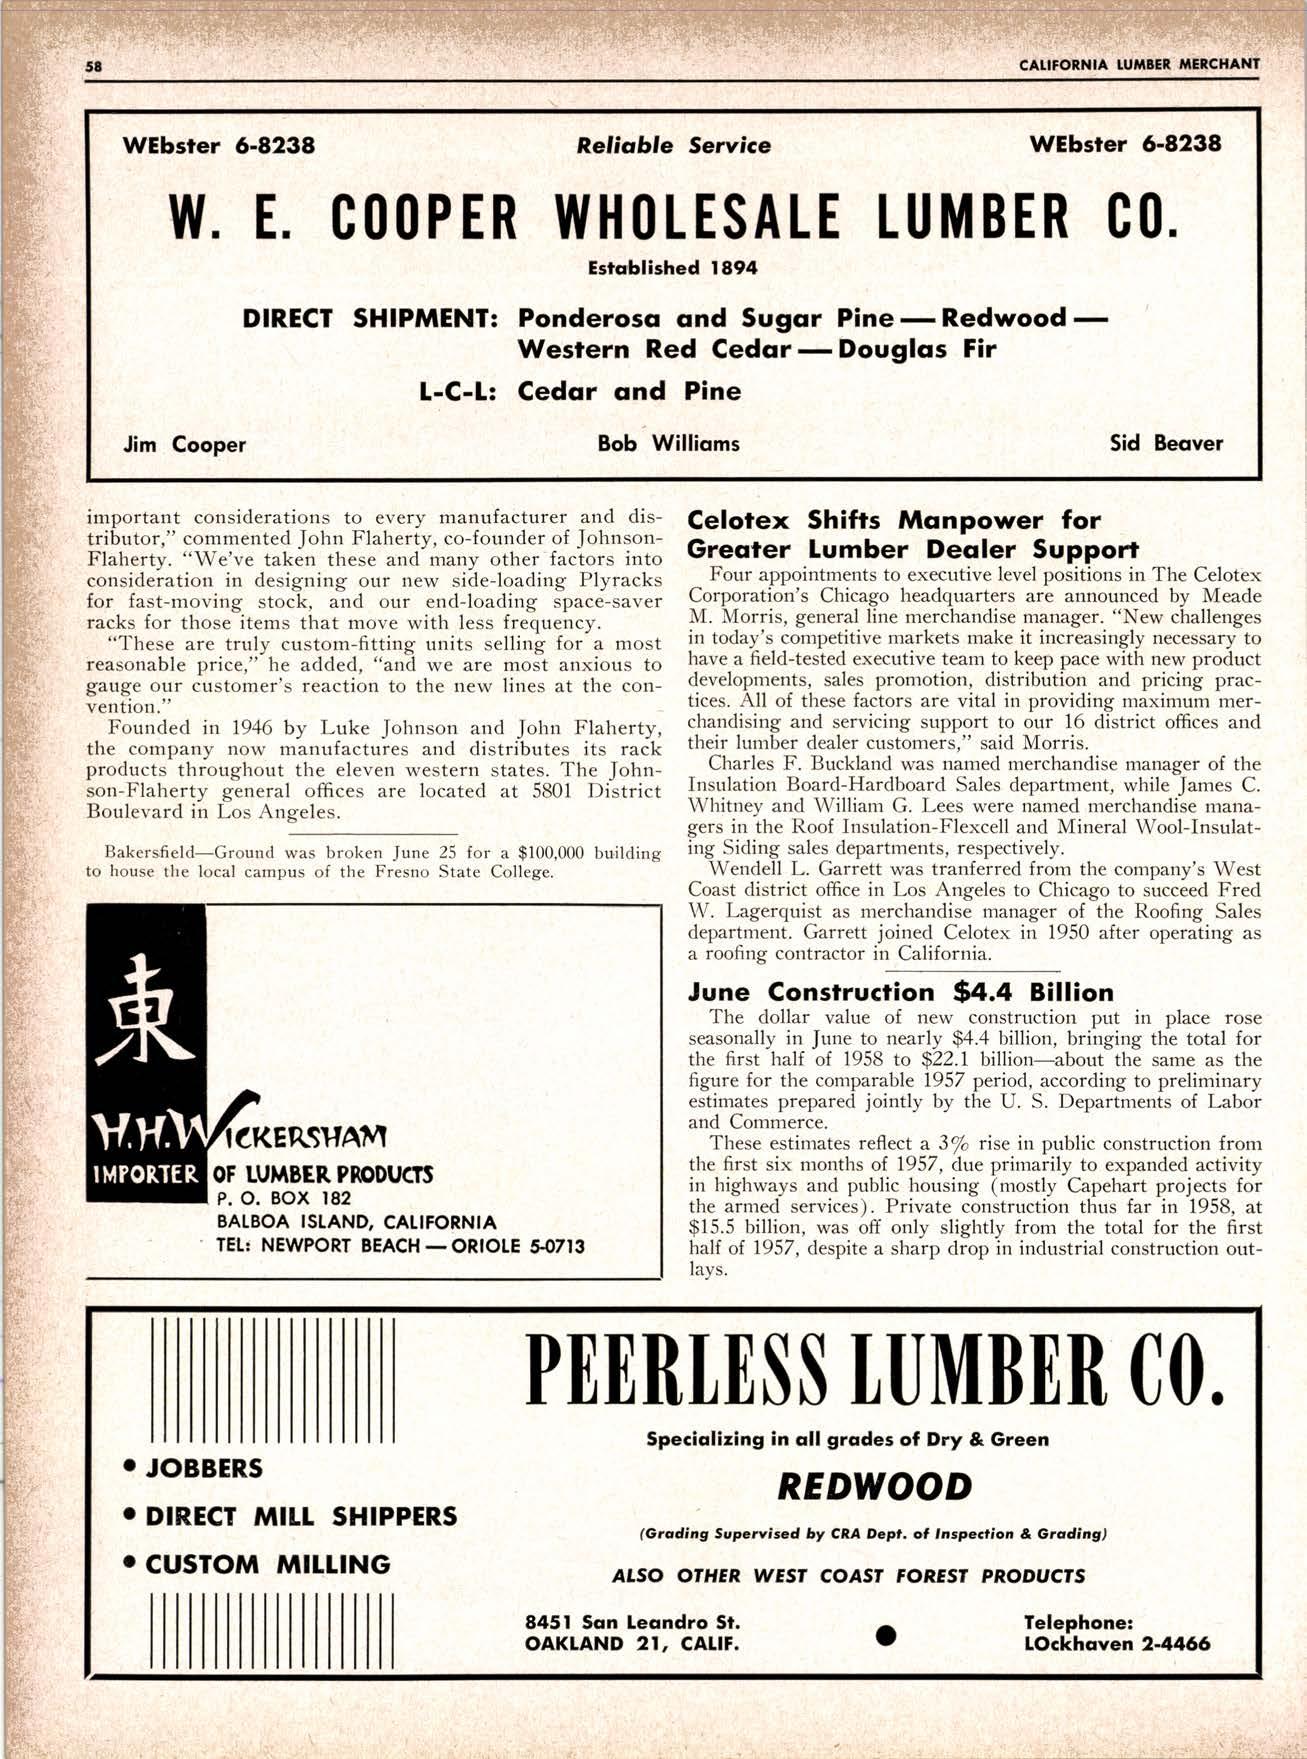 58
CALIFORNIA LUMBER MERCHANT
WEbster 6-8238 Reliable Service WEbster 6-8238
W. E. COOPER WHOLESALE LUMBER CO.
Established 1894
DIRECT SHIPMENT: Ponderosa and Sugar Pine — Redwood —
Western Red Cedar — Douglas Fir
L-C-L: Cedar and Pine
Jim Cooper Bob Williams Sid Beaver
important considerations to every manufacturer and dis-
tributor,” commented John Flaherty, co-founder of Johnson-
Flaherty. “We’ve taken these and many other factors into
consideration in designing our new side-loading Plyracks
for fast-moving stock, and our end-loading space-saver
racks for those items that move with less frequency.
“These are truly custom-fitting units selling for a most
reasonable price,” he added, “and we are most anxious to
gauge our customer’s reaction to the new lines at the con-
vention.”
Founded in 1946 by Luke Johnson and John Flaherty,
the company now manufactures and distributes its rack
products throughout the eleven western states. The John-
son-Flaherty general offices are located at 5801 District
Boulevard in Los Angeles.
Bakersfield—Ground was broken June 25 for a $100,000 building
to house the local campus of the Fresno State College.
東
H.H.WICKERSHAM
IMPORTER OF LUMBER PRODUCTS
P. O. BOX 182
BALBOA ISLAND, CALIFORNIA
TEL: NEWPORT BEACH — ORIOLE 5-0713
Celotex Shifts Manpower for
Greater Lumber Dealer Support
Four appointments to executive level positions in The Celotex
Corporation’s Chicago headquarters are announced by Meade
M. Morris, general line merchandise manager. “New challenges
in today’s competitive markets make it increasingly necessary to
have a field-tested executive team to keep pace with new product
developments, sales promotion, distribution and pricing prac-
tices. All of these factors are vital in providing maximum mer-
chandising and servicing support to our 16 district offices and
their lumber dealer customers,” said Morris.
Charles F. Buckland was named merchandise manager of the
Insulation Board-Hardboard Sales department, while James C.
Whitney and William G. Lees were named merchandise mana-
gers in the Roof Insulation-Flexcell and Mineral Wool-Insulat-
ing Siding sales departments, respectively.
Wendell L. Garrett was tranferred from the company’s West
Coast district office in Los Angeles to Chicago to succeed Fred
W. Lagerquist as merchandise manager of the Roofing Sales
department. Garrett joined Celotex in 1950 after operating as
a roofing contractor in California.
June Construction $4.4 Billion
The dollar value of new construction put in place rose
seasonally in June to nearly $4.4 billion, bringing the total for
the first half of 1958 to $22.1 billion—about the same as the
figure for the comparable 1957 period, according to preliminary
estimates prepared jointly by the U. S. Departments of Labor
and Commerce.
These estimates reflect a 3% rise in public construction from
the first six months of 1957, due primarily to expanded activity
in highways and public housing (mostly Capehart projects for
the armed services). Private construction thus far in 1958, at
$15.5 billion, was off only slightly from the total for the first
half of 1957, despite a sharp drop in industrial construction out-
lays.
• JOBBERS
• DIRECT MILL SHIPPERS
• CUSTOM MILLING
PEERLESS LUMBER CO.
Specializing in all grades of Dry & Green
REDWOOD
(Grading Supervised by CRA Dept. of Inspection & Grading)
ALSO OTHER WEST COAST FOREST PRODUCTS
8451 San Leandro St.
OAKLAND 21, CALIF.
Telephone:
LOckhaven 2-4466